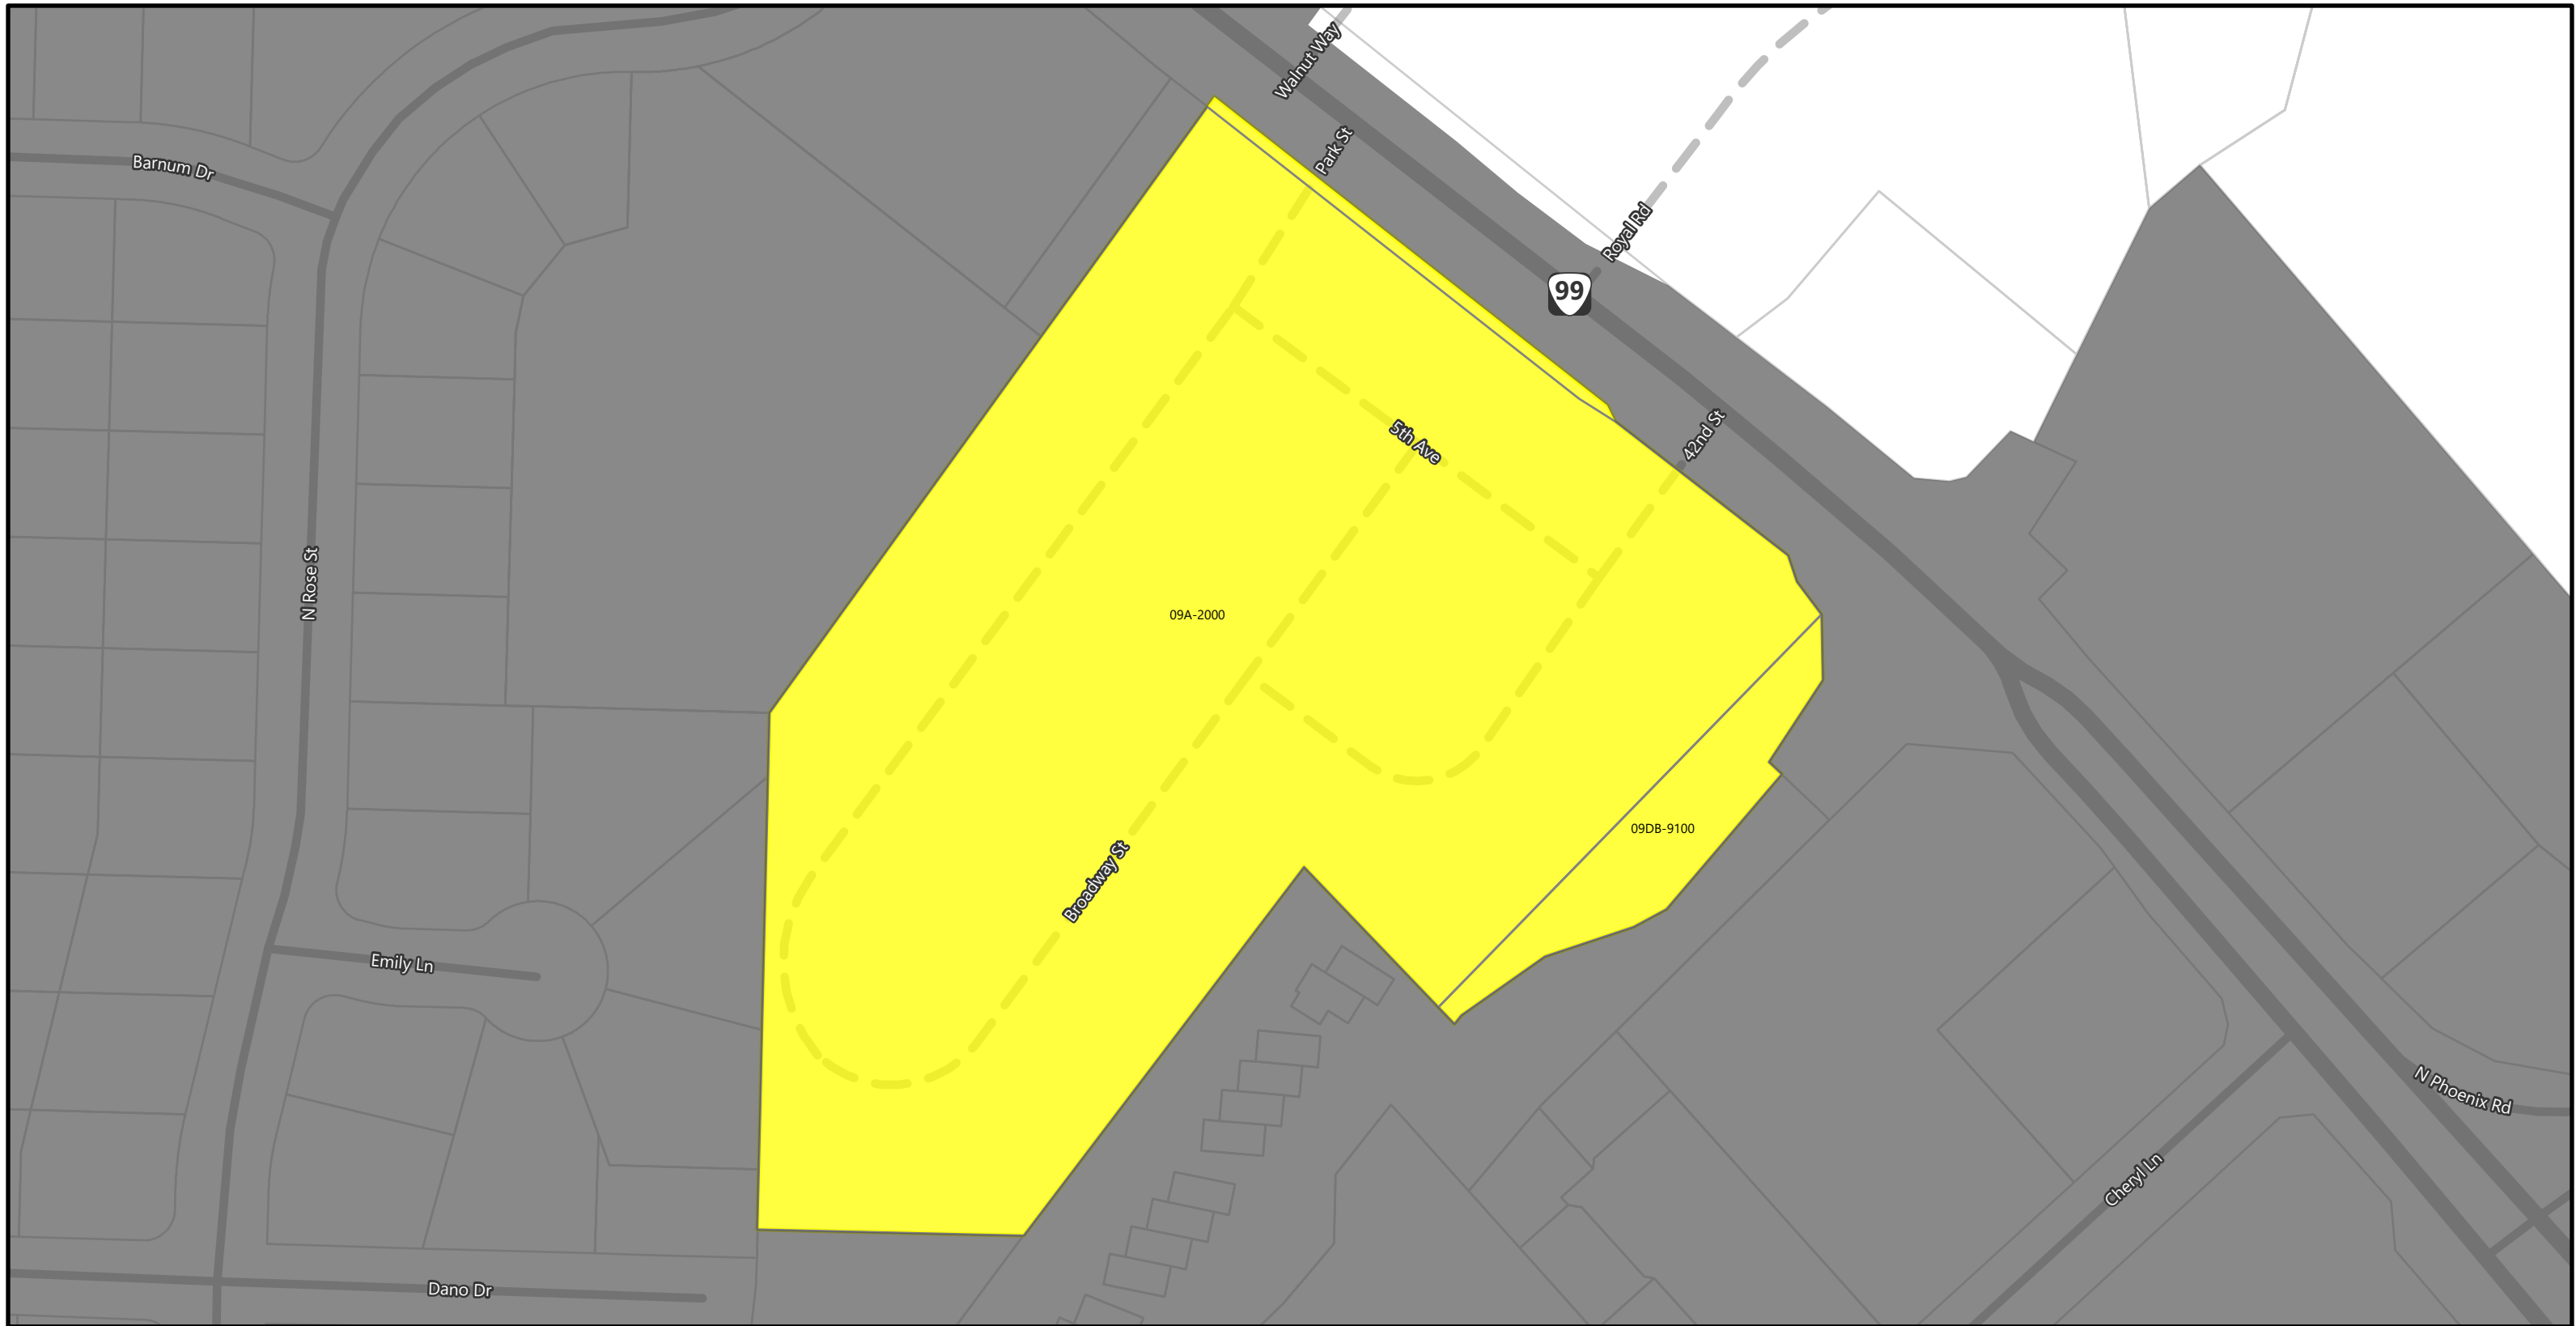 Walnut Way
Park St
Barnum Dr
Royal Rd
99
42nd St
5th Ave
N Rose St
09A-2000
09DB-9100
Broadway St
Emily Ln
N Phoenix Rd
Cheryl Ln
Dano Dr